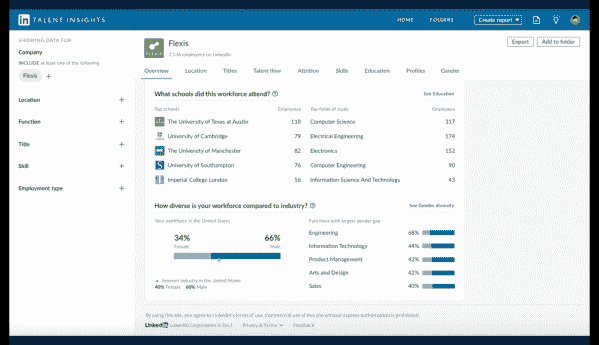 in TALENT INSIGHTS
HOME FOLDERS Create report
SHOWING DATA FOR
Company
INCLUDE at least one of the following
Flexis +
Location +
Function +
Title +
Skill +
Employment type +
Flexis
employees on LinkedIn
Export Add to folder
Overview Location Titles Talent flow Attrition Skills Education Profiles Gender
What schools did this workforce attend? See Education
Top schools Employees Top fields of study Employees
The University of Texas at Austin 118 Computer Science 317
University of Cambridge 79 Electrical Engineering 174
The University of Manchester 82 Electronics 152
University of Southampton 76 Computer Engineering 90
Imperial College London 56 Information Science And Technology 43
How diverse is your workforce compared to industry? See Gender diversity
Your workforce in the United States Functions with largest gender gap
34% 66%
Female Male
Engineering 68%
Information Technology 44%
Product Management 42%
Arts and Design 42%
Sales 40%
Internet industry in the United States
40% Female 60% Male
By using this site, you agree to LinkedIn's terms of use. Commercial use of this site without express authorization is prohibited.
LinkedIn LinkedIn Corporation © Privacy & Terms Feedback